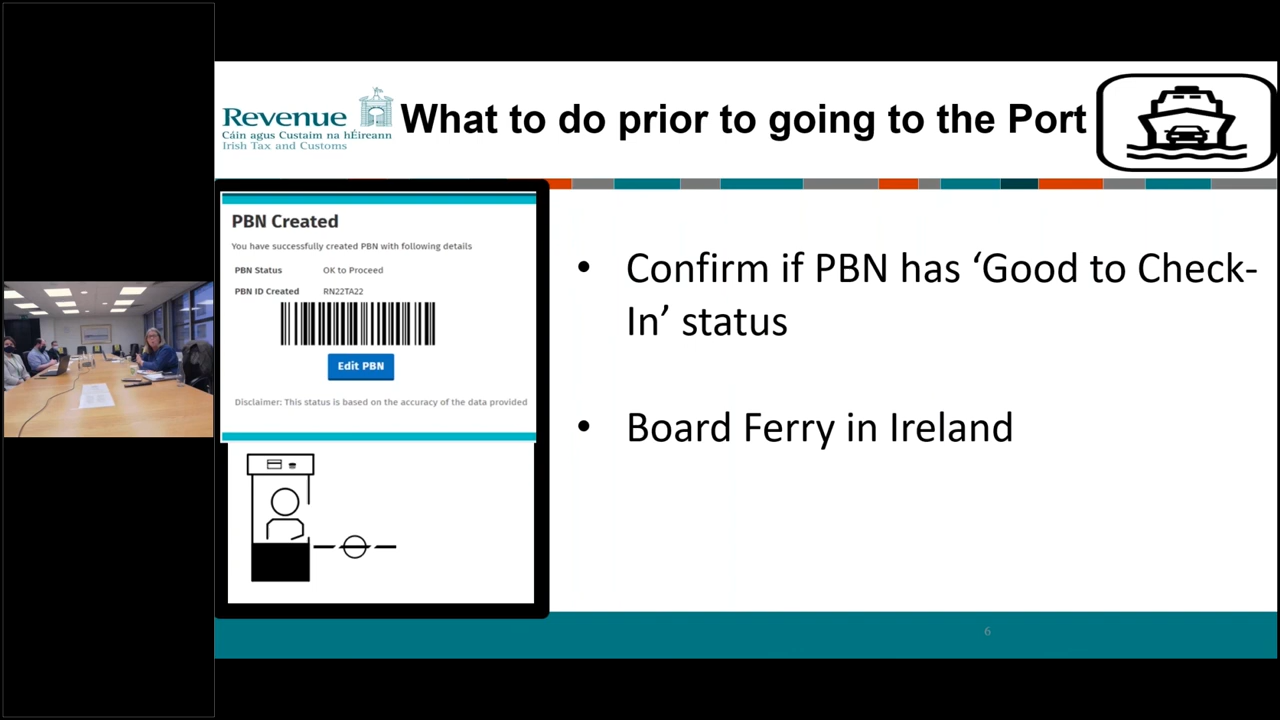 Revenue
Cáin agus Custaim na hÉireann
Irish Tax and Customs
What to do prior to going to the Port
PBN Created
You have successfully created PBN with following details
PBN Status OK to Proceed
PBN ID Created RN22TA22
Edit PBN
Disclaimer: This status is based on the accuracy of the data provided
• Confirm if PBN has ‘Good to Check-
In’ status
• Board Ferry in Ireland
6